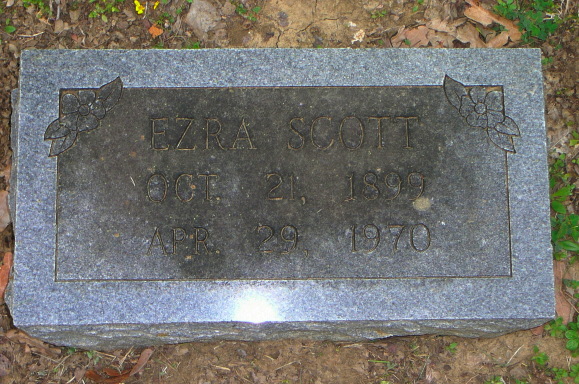 EZRA SCOTT
OCT. 21, 1899
APR. 29, 1970